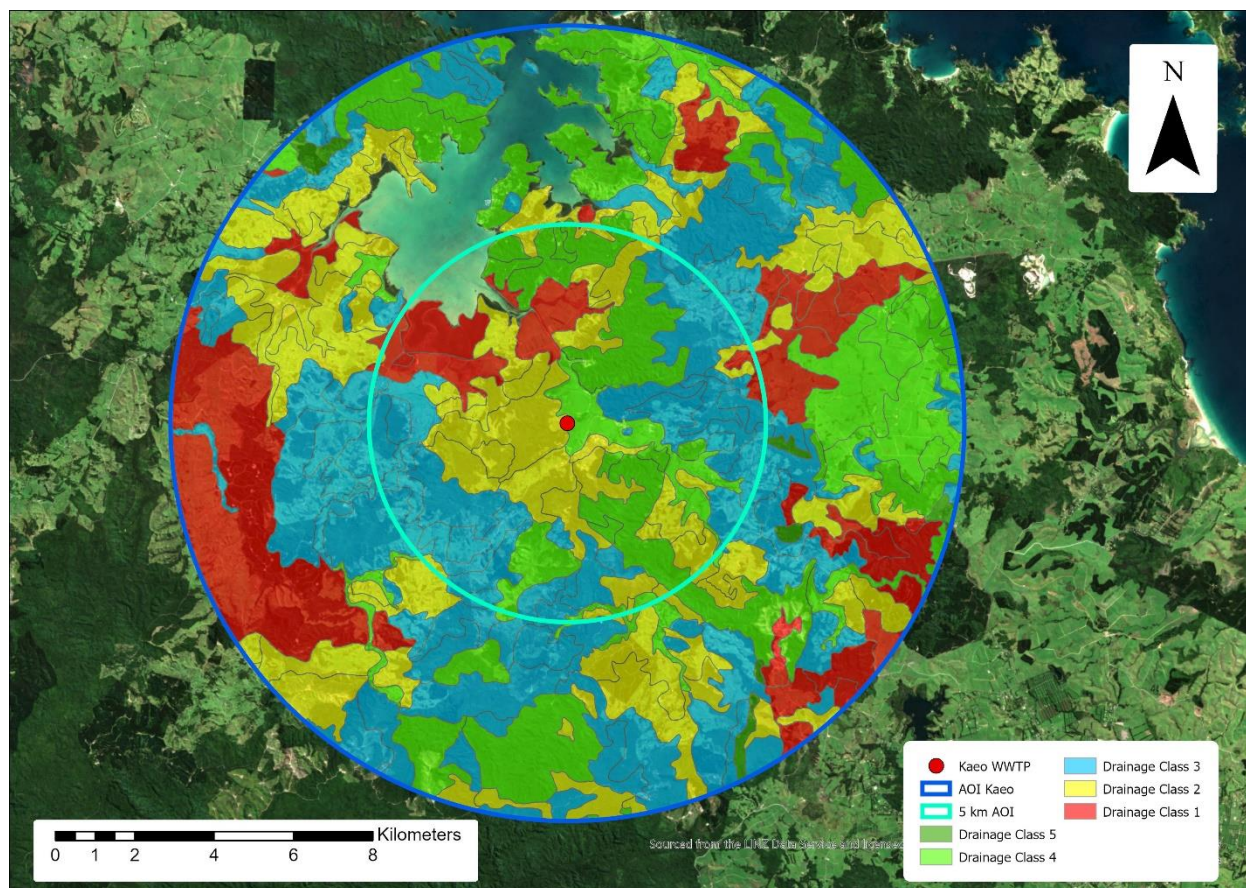 N
Kaeo WWTP
AOI Kaeo
5 km AOI
Drainage Class 5
Drainage Class 4
Drainage Class 3
Drainage Class 2
Drainage Class 1
Kilometers
0 1 2 4 6 8
Sourced from the LINZ Data Service and licensed